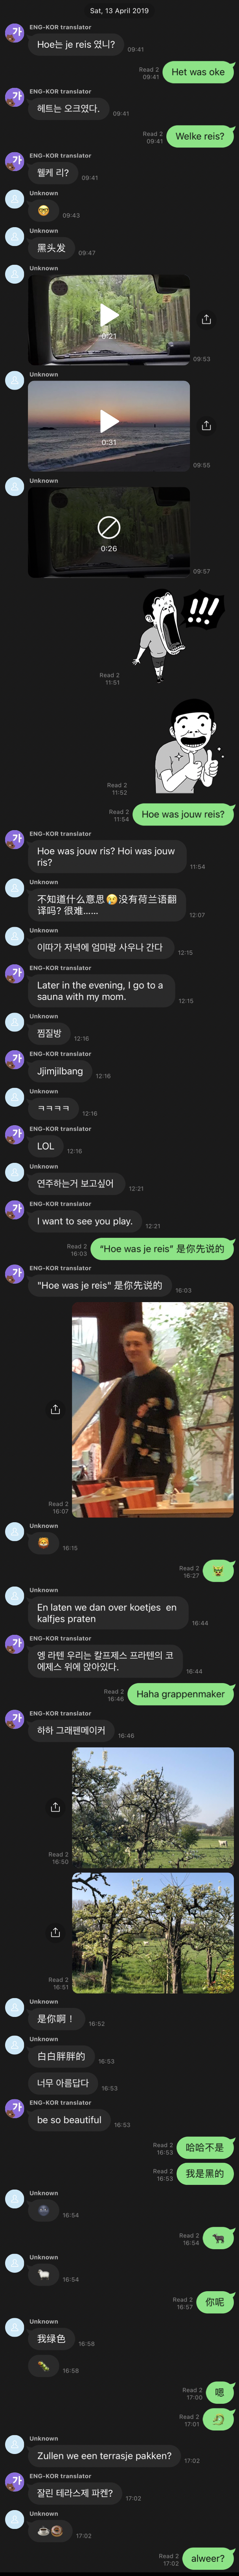 Sat, 13 April 2019
ENG-KOR translator
Hoe는 je reis 였니?
09:41
Read 2
09:41
Het was oke
ENG-KOR translator
헤트는 오크였다.
09:41
Read 2
09:41
Welke reis?
ENG-KOR translator
웰케 리?
09:41
Unknown
🤓
09:43
Unknown
黑头发
09:47
Unknown
0:21
09:53
Unknown
0:31
09:55
Unknown
0:26
09:57
!!!
Read 2
11:51
Read 2
11:52
Read 2
11:54
Hoe was jouw reis?
ENG-KOR translator
Hoe was jouw ris? Hoi was jouw
ris?
11:54
Unknown
不知道什么意思😢没有荷兰语翻
译吗? 很难……
12:07
Unknown
이따가 저녁에 엄마랑 사우나 간다
12:15
ENG-KOR translator
Later in the evening, I go to a
sauna with my mom.
12:15
Unknown
찜질방
12:16
ENG-KOR translator
Jjimjilbang
12:16
Unknown
ㅋㅋㅋㅋ
12:16
ENG-KOR translator
LOL
12:16
Unknown
연주하는거 보고싶어
12:21
ENG-KOR translator
I want to see you play.
12:21
Read 2
16:03
"Hoe was je reis" 是你先说的
ENG-KOR translator
"Hoe was je reis" 是你先说的
16:03
Read 2
16:07
Unknown
🦁
16:15
Read 2
16:27
Unknown
En laten we dan over koetjes en
kalfjes praten
16:44
ENG-KOR translator
엥 라텐 우리는 칼프제스 프라텐의 코
에제스 위에 앉아있다.
16:44
Read 2
16:46
Haha grappenmaker
ENG-KOR translator
하하 그래펜메이커
16:46
Read 2
16:50
Read 2
16:51
Unknown
是你啊！
16:52
Unknown
白白胖胖的
16:53
너무 아름답다
16:53
ENG-KOR translator
be so beautiful
16:53
Read 2
16:53
哈哈不是
Read 2
16:53
我是黑的
Unknown
🌚
16:54
Read 2
16:54
🐂
Unknown
🐑
16:54
Read 2
16:57
你呢
Unknown
我绿色
16:58
🐛
16:58
Read 2
17:00
嗯
Read 2
17:01
🐉
Unknown
Zullen we een terrasje pakken?
17:02
ENG-KOR translator
잘린 테라스제 파켄?
17:02
Unknown
☕🍩
17:02
Read 2
17:02
alweer?